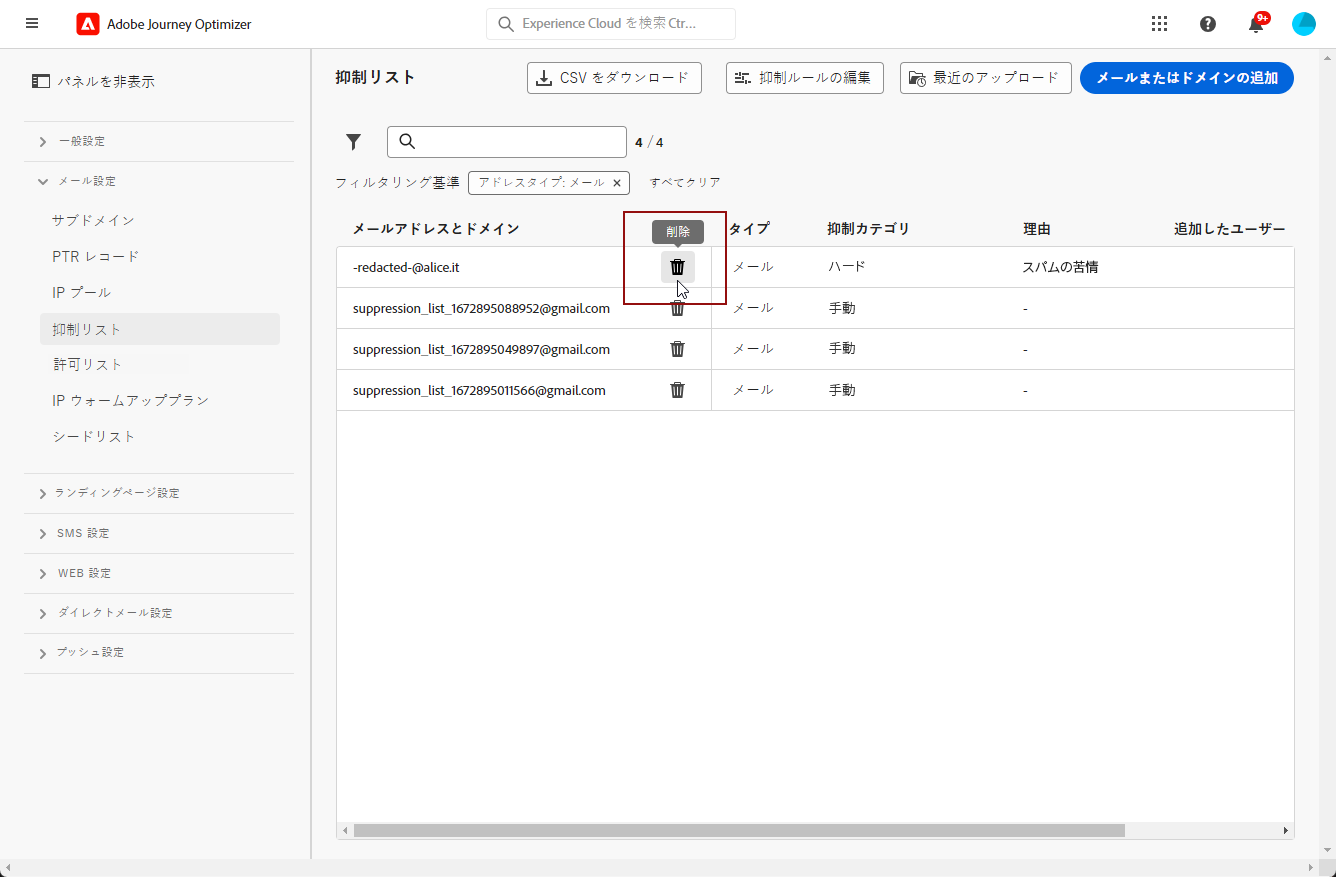 Adobe Journey Optimizer
Experience Cloud を検索 Ctr...
9+
パネルを非表示
一般設定
メール設定
サブドメイン
PTR レコード
IP プール
抑制リスト
許可リスト
IP ウォームアッププラン
シードリスト
ランディングページ設定
SMS 設定
WEB 設定
ダイレクトメール設定
プッシュ設定
抑制リスト
CSV をダウンロード
抑制ルールの編集
最近のアップロード
メールまたはドメインの追加
4 / 4
フィルタリング基準 アドレスタイプ: メール × すべてクリア
メールアドレスとドメイン 削除 タイプ 抑制カテゴリ 理由 追加したユーザー
-redacted-@alice.it メール ハード スパムの苦情
suppression_list_1672895088952@gmail.com メール 手動 -
suppression_list_1672895049897@gmail.com メール 手動 -
suppression_list_1672895011566@gmail.com メール 手動 -